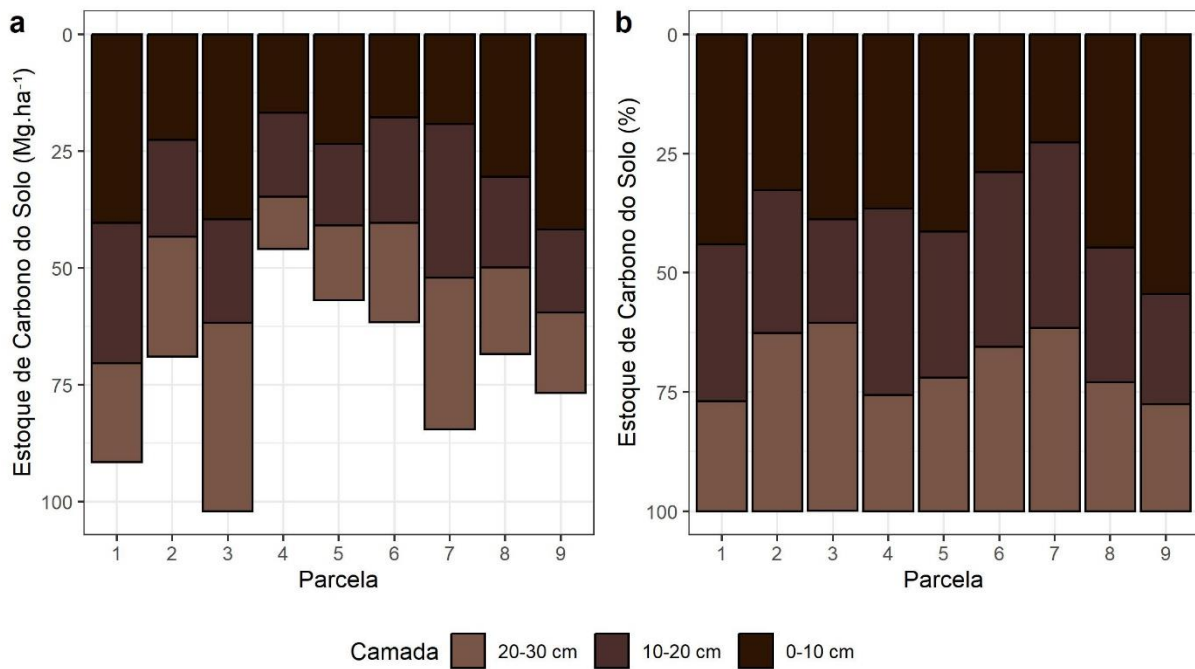 a
Estoque de Carbono do Solo (Mg.ha⁻¹)
0
25
50
75
100
1 2 3 4 5 6 7 8 9
Parcela
b
Estoque de Carbono do Solo (%)
0
25
50
75
100
1 2 3 4 5 6 7 8 9
Parcela
Camada 20-30 cm 10-20 cm 0-10 cm